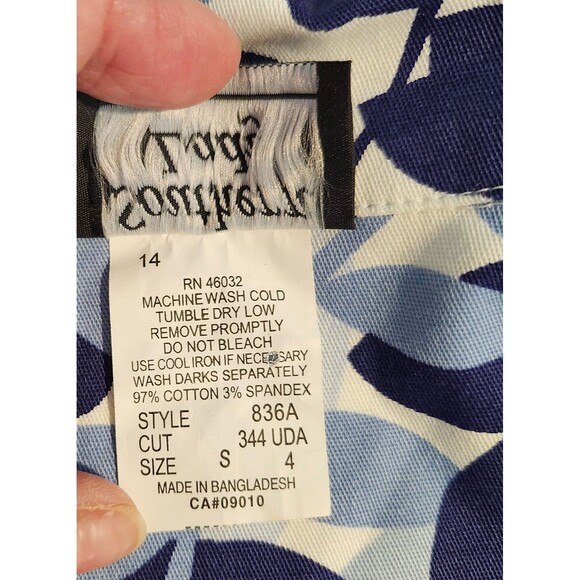 Southern
Lady
14
RN 46032
MACHINE WASH COLD
TUMBLE DRY LOW
REMOVE PROMPTLY
DO NOT BLEACH
USE COOL IRON IF NECESSARY
WASH DARKS SEPARATELY
97% COTTON 3% SPANDEX
STYLE 836A
CUT 344 UDA
SIZE S 4
MADE IN BANGLADESH
CA#09010